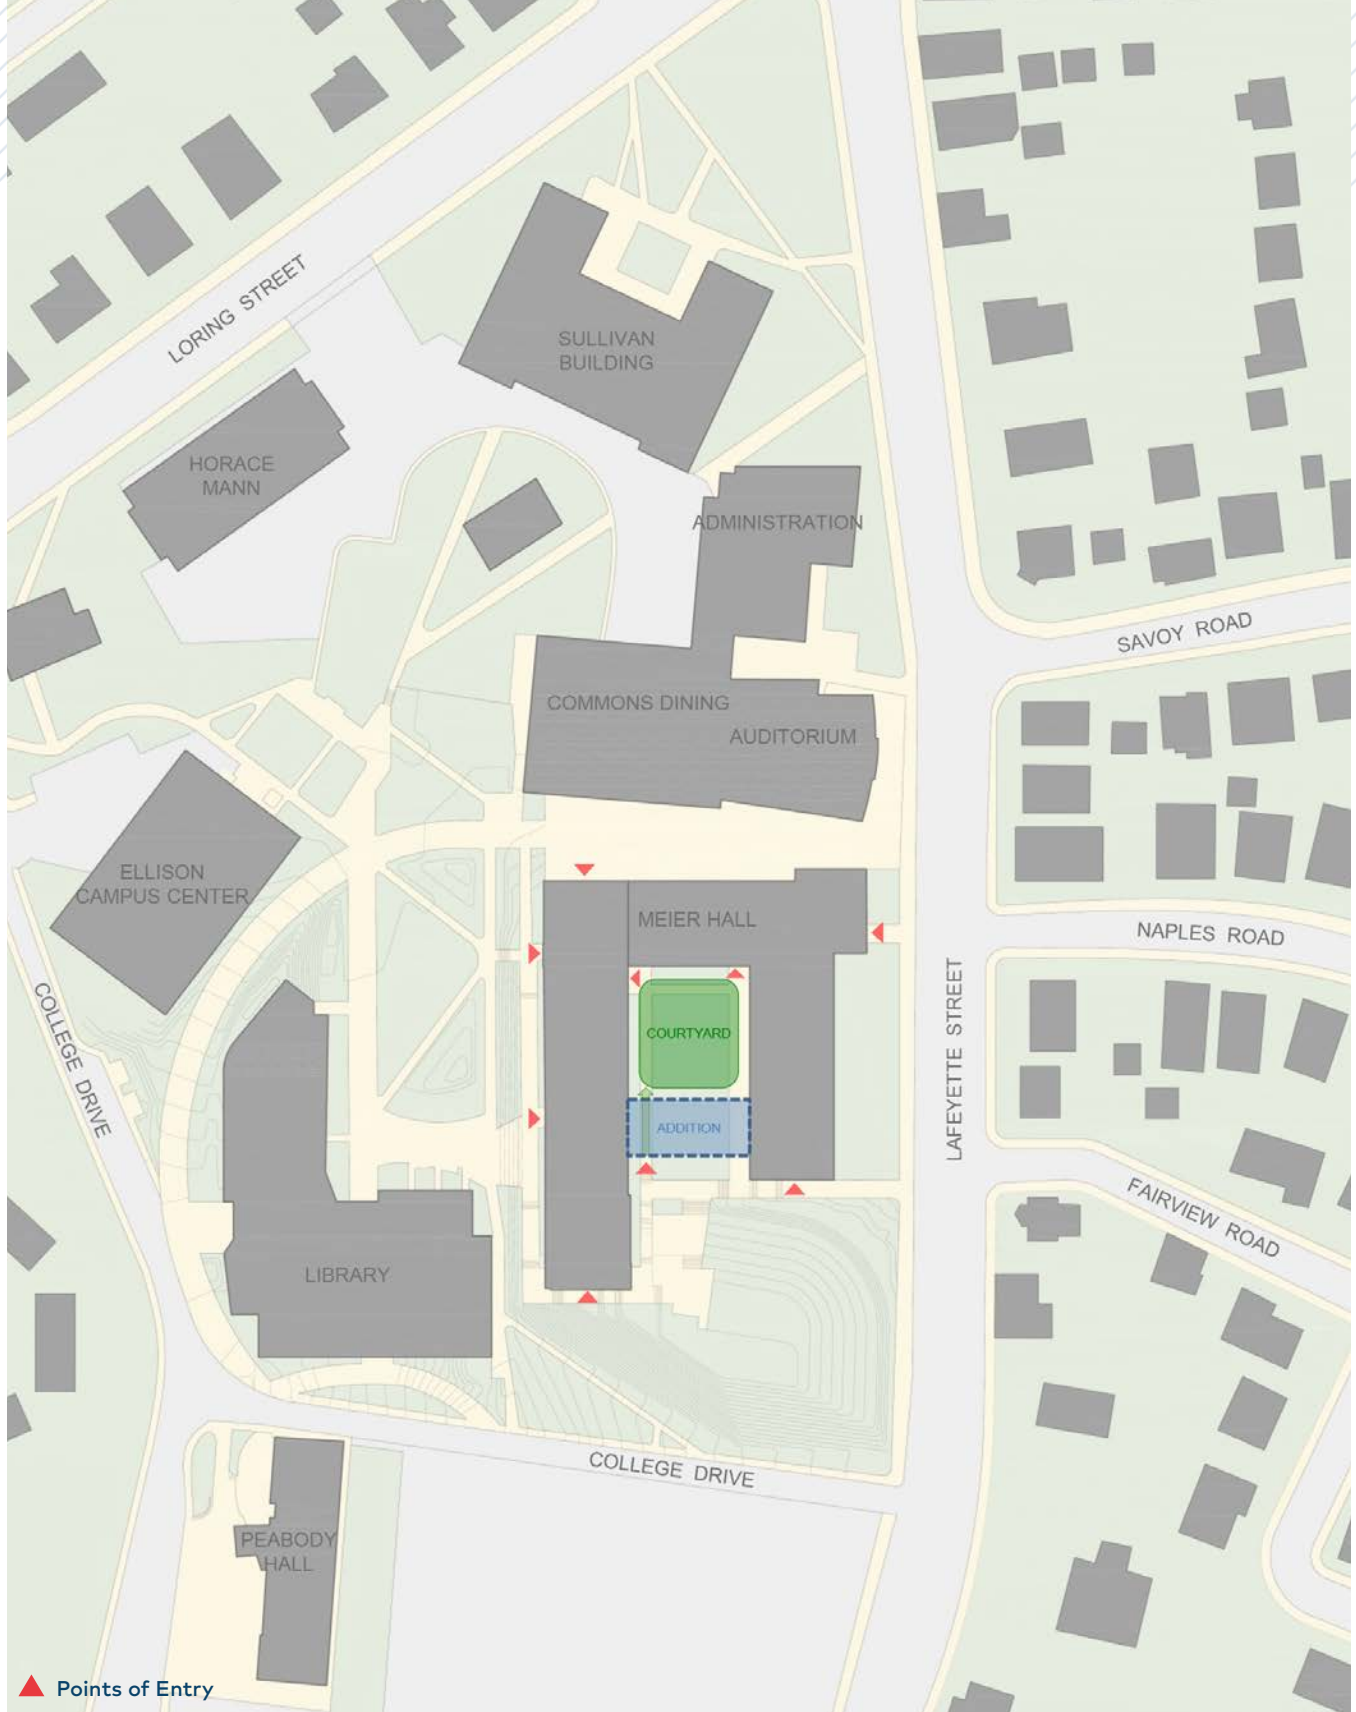 LORING STREET
SULLIVAN
BUILDING
HORACE
MANN
ADMINISTRATION
SAVOY ROAD
COMMONS DINING
AUDITORIUM
ELLISON
CAMPUS CENTER
MEIER HALL
NAPLES ROAD
COLLEGE DRIVE
COURTYARD
LAFEYETTE STREET
ADDITION
FAIRVIEW ROAD
LIBRARY
COLLEGE DRIVE
PEABODY
HALL
Points of Entry